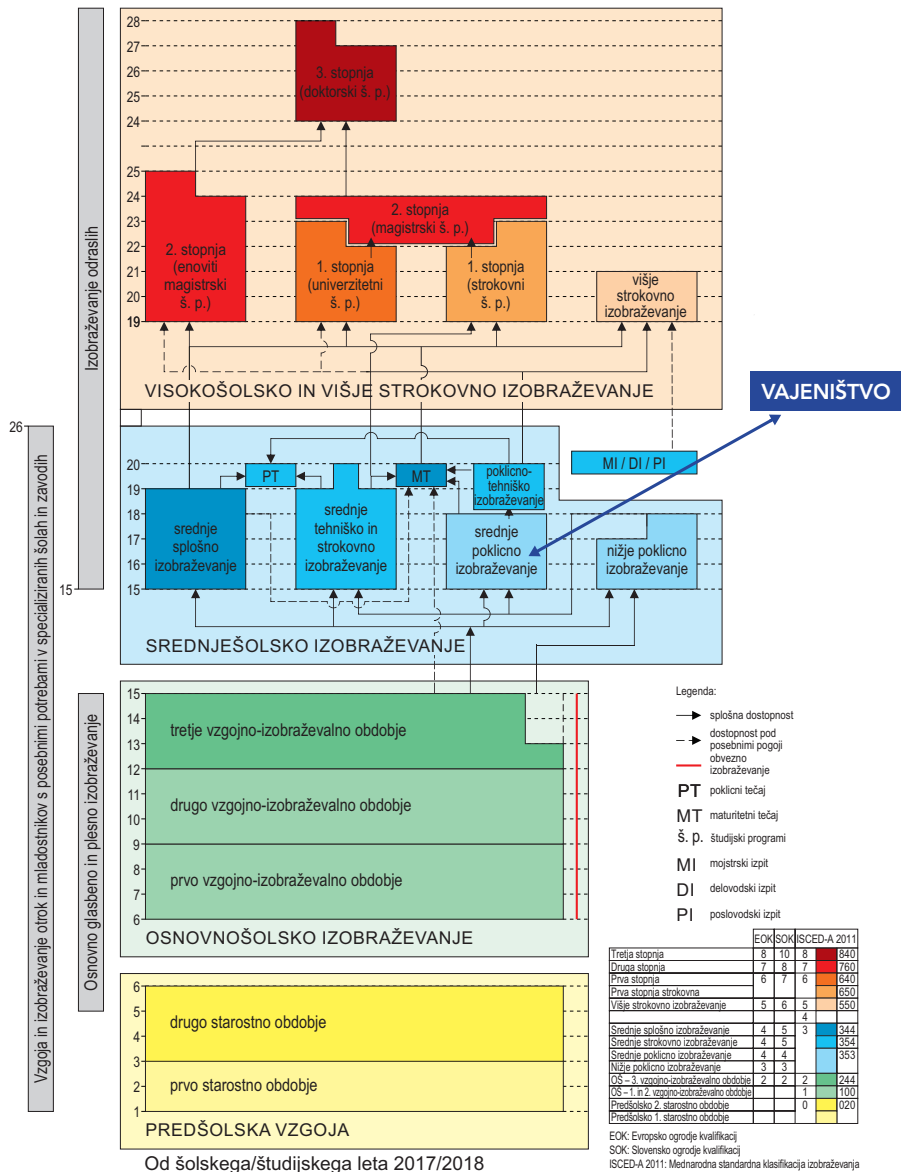 28
27
26
25
24
25
24
23
22
21
20
19
3. stopnja
(doktorski š. p.)
2. stopnja
(enoviti
magistrski
š. p.)
2. stopnja
(magistrski š. p.)
1. stopnja
(univerzitetni
š. p.)
1. stopnja
(strokovni
š. p.)
višje
strokovno
izobraževanje
VISOKOŠOLSKO IN VIŠJE STROKOVNO IZOBRAŽEVANJE
Izobraževanje odraslih
VAJENIŠTVO
26
15
Vzgoja in izobraževanje otrok in mladostnikov s posebnimi potrebami v specializiranih šolah in zavodih
20
19
18
17
16
15
PT
MT
poklicno-
tehniško
izobraževanje
MI / DI / PI
srednje
splošno
izobraževanje
srednje
tehniško in
strokovno
izobraževanje
srednje
poklicno
izobraževanje
nižje poklicno
izobraževanje
SREDNJEŠOLSKO IZOBRAŽEVANJE
Osnovno glasbeno in plesno izobraževanje
15
14
13
12
11
10
9
8
7
6
tretje vzgojno-izobraževalno obdobje
drugo vzgojno-izobraževalno obdobje
prvo vzgojno-izobraževalno obdobje
OSNOVNOŠOLSKO IZOBRAŽEVANJE
6
5
4
3
2
1
drugo starostno obdobje
prvo starostno obdobje
PREDŠOLSKA VZGOJA
Od šolskega/študijskega leta 2017/2018
Legenda:
splošna dostopnost
dostopnost pod
posebnimi pogoji
obvezno
izobraževanje
PT poklicni tečaj
MT maturitetni tečaj
š. p. študijski programi
MI mojstrski izpit
DI delovodski izpit
PI poslovodski izpit
EOK SOK ISCED-A 2011
Tretja stopnja 8 10 8 840
Druga stopnja 7 8 7 760
Prva stopnja 6 7 6 640
Prva stopnja strokovna 650
Višje strokovno izobraževanje 5 6 5 550
4
Srednje splošno izobraževanje 4 5 3 344
Srednje strokovno izobraževanje 4 5 354
Srednje poklicno izobraževanje 4 4 353
Nižje poklicno izobraževanje 3 3
OŠ – 3. vzgojno-izobraževalno obdobje 2 2 2 244
OŠ – 1. in 2. vzgojno-izobraževalno obdobje 1 100
Predšolsko 2. starostno obdobje 0 020
Predšolsko 1. starostno obdobje
EOK: Evropsko ogrodje kvalifikacij
SOK: Slovensko ogrodje kvalifikacij
ISCED-A 2011: Mednarodna standardna klasifikacija izobraževanja